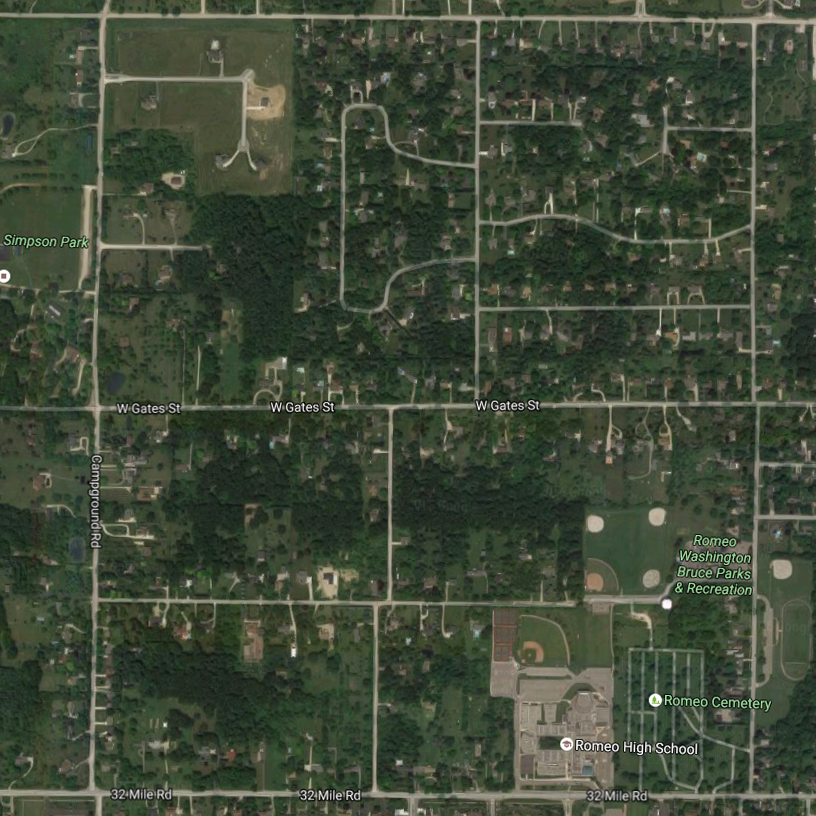 Simpson Park
W Gates St
W Gates St
W Gates St
Campground Rd
Romeo
Washington
Bruce Parks
& Recreation
Romeo Cemetery
Romeo High School
32 Mile Rd
32 Mile Rd
32 Mile Rd